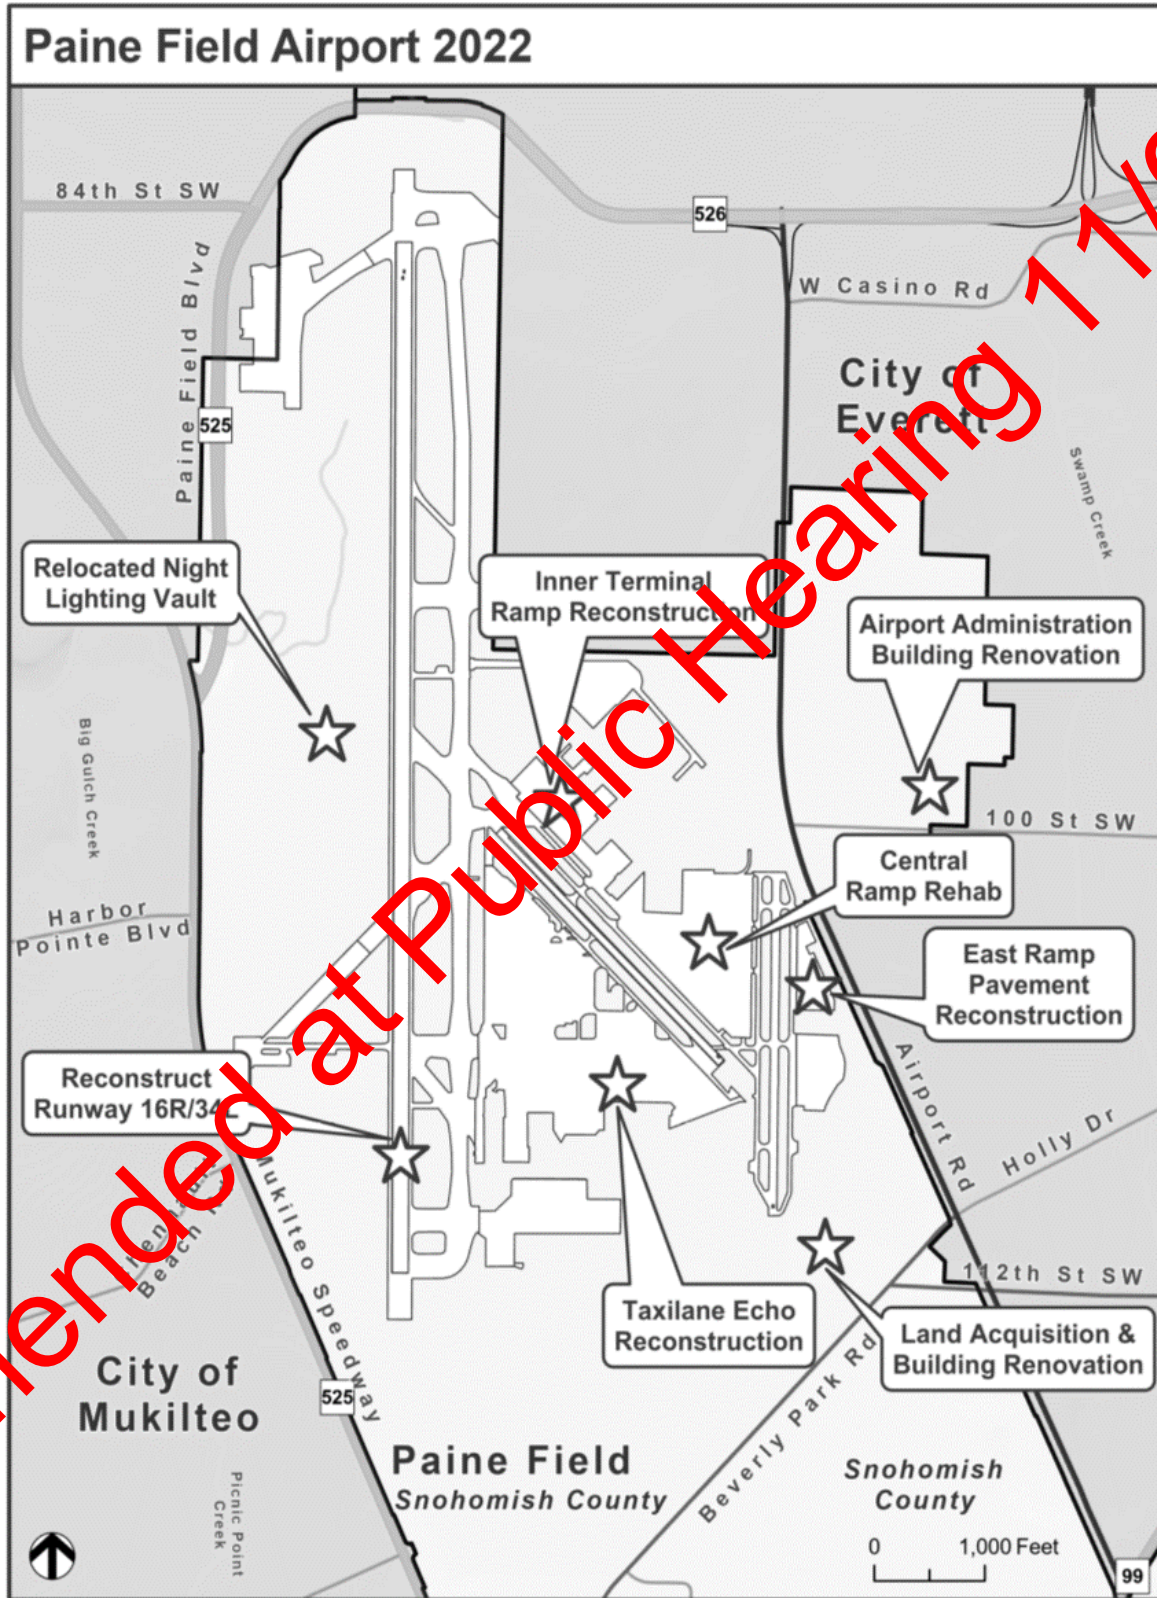 Paine Field Airport 2022
84th St SW
526
W Casino Rd
Paine Field Blvd
City of
Everett
525
Swamp Creek
Relocated Night
Lighting Vault
Inner Terminal
Ramp Reconstruction
Airport Administration
Building Renovation
Big Gulch Creek
100 St SW
Central
Ramp Rehab
Harbor
Pointe Blvd
East Ramp
Pavement
Reconstruction
Reconstruct
Runway 16R/34L
Airport Rd
Holly Dr
Beach
Mukilteo Speedway
112th St SW
Taxilane Echo
Reconstruction
Land Acquisition &
Building Renovation
City of
Mukilteo
525
Beverly Park Rd
Paine Field
Snohomish County
Snohomish
County
Picnic Point
Creek
0 1,000 Feet
99
at Public Hearing